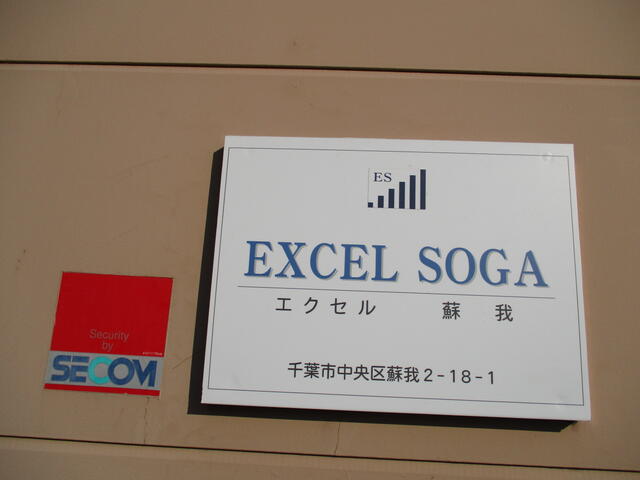 ES
EXCEL SOGA
エクセル 蘇我
千葉市中央区蘇我2-18-1
Security
by
SECOM